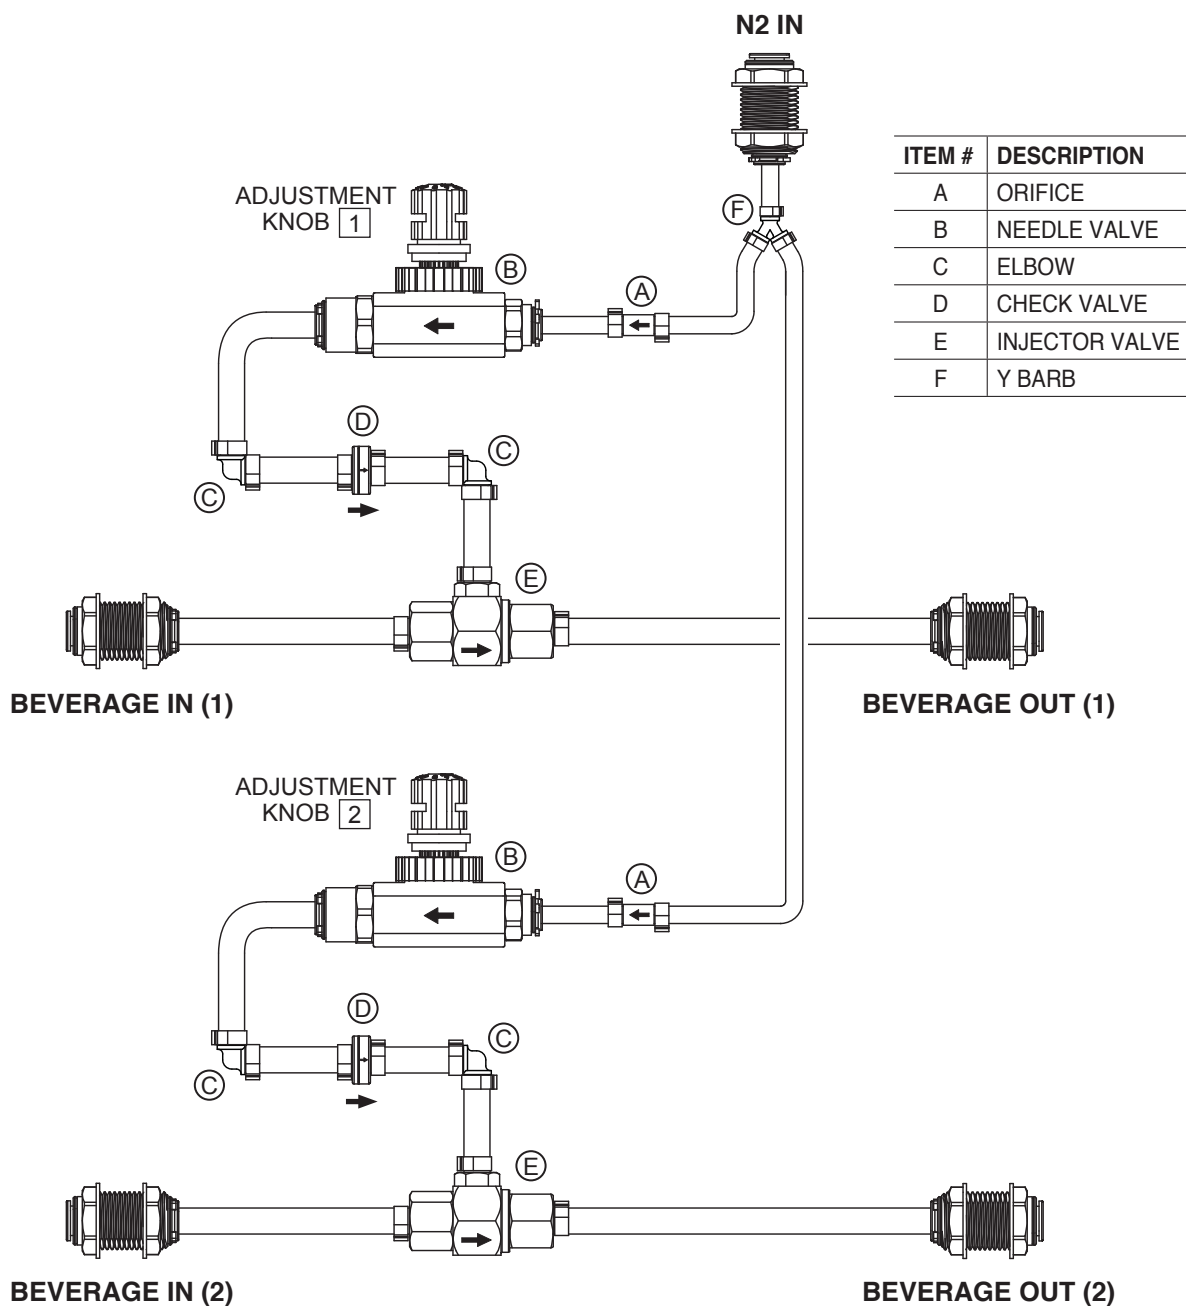 N2 IN
ITEM # DESCRIPTION
A ORIFICE
B NEEDLE VALVE
C ELBOW
D CHECK VALVE
E INJECTOR VALVE
F Y BARB
F
ADJUSTMENT
KNOB 1
B
A
D
C
C
E
BEVERAGE IN (1)
BEVERAGE OUT (1)
ADJUSTMENT
KNOB 2
B
A
D
C
C
E
BEVERAGE IN (2)
BEVERAGE OUT (2)